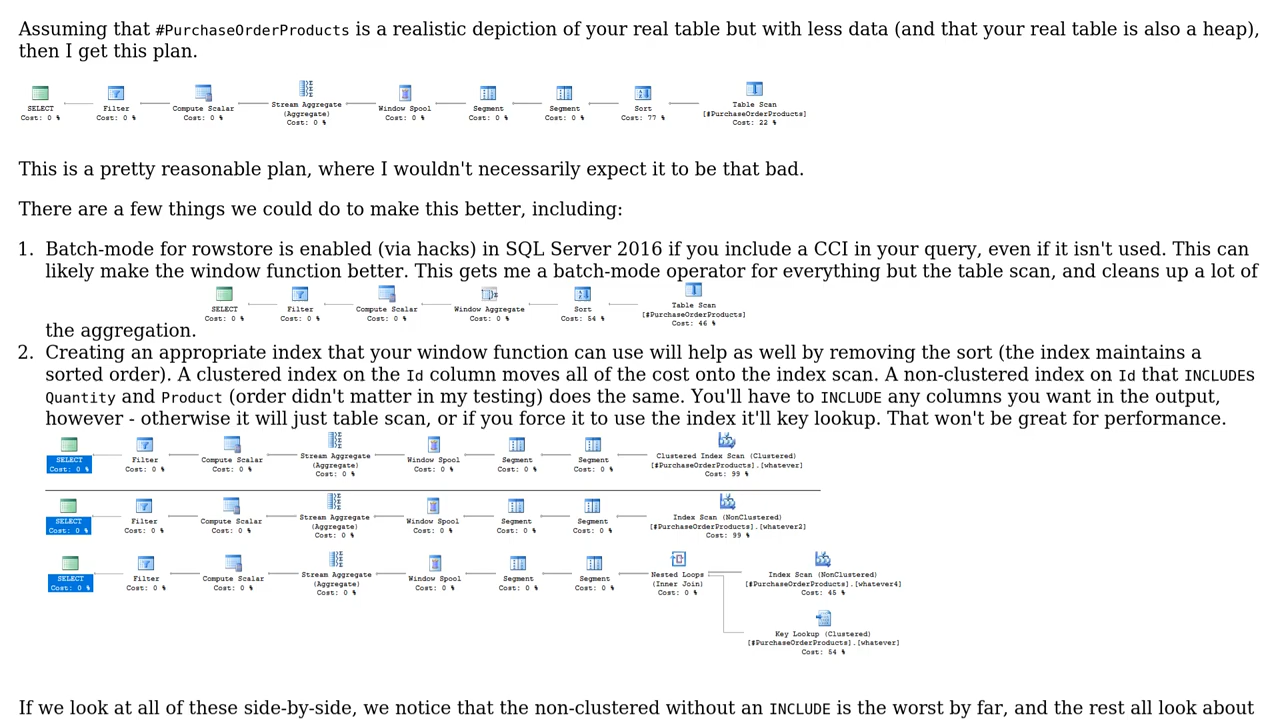 Assuming that #PurchaseOrderProducts is a realistic depiction of your real table but with less data (and that your real table is also a heap),
then I get this plan.
SELECT Filter Compute Scalar Stream Aggregate Window Spool Segment Segment Sort Table Scan
Cost: 0 % Cost: 0 % Cost: 0 % (Aggregate) Cost: 0 % Cost: 0 % Cost: 0 % Cost: 77 % [#PurchaseOrderProducts]
Cost: 0 % Cost: 22 %
This is a pretty reasonable plan, where I wouldn't necessarily expect it to be that bad.
There are a few things we could do to make this better, including:
1. Batch-mode for rowstore is enabled (via hacks) in SQL Server 2016 if you include a CCI in your query, even if it isn't used. This can
likely make the window function better. This gets me a batch-mode operator for everything but the table scan, and cleans up a lot of
SELECT Filter Compute Scalar Window Aggregate Sort Table Scan
Cost: 0 % Cost: 0 % Cost: 0 % Cost: 0 % Cost: 54 % [#PurchaseOrderProducts]
Cost: 46 %
the aggregation.
2. Creating an appropriate index that your window function can use will help as well by removing the sort (the index maintains a
sorted order). A clustered index on the Id column moves all of the cost onto the index scan. A non-clustered index on Id that INCLUDES
Quantity and Product (order didn't matter in my testing) does the same. You'll have to INCLUDE any columns you want in the output,
however - otherwise it will just table scan, or if you force it to use the index it'll key lookup. That won't be great for performance.
SELECT Filter Compute Scalar Stream Aggregate Window Spool Segment Segment Clustered Index Scan (Clustered)
Cost: 0 % Cost: 0 % Cost: 0 % (Aggregate) Cost: 0 % Cost: 0 % Cost: 0 % [#PurchaseOrderProducts].[whatever]
Cost: 0 % Cost: 99 %
SELECT Filter Compute Scalar Stream Aggregate Window Spool Segment Segment Index Scan (NonClustered)
Cost: 0 % Cost: 0 % Cost: 0 % (Aggregate) Cost: 0 % Cost: 0 % Cost: 0 % [#PurchaseOrderProducts].[whatever2]
Cost: 0 % Cost: 99 %
SELECT Filter Compute Scalar Stream Aggregate Window Spool Segment Segment Nested Loops Index Scan (NonClustered)
Cost: 0 % Cost: 0 % Cost: 0 % (Aggregate) Cost: 0 % Cost: 0 % Cost: 0 % (Inner Join) [#PurchaseOrderProducts].[whatever4]
Cost: 0 % Cost: 0 % Cost: 45 %
Key Lookup (Clustered)
[#PurchaseOrderProducts].[whatever]
Cost: 54 %
If we look at all of these side-by-side, we notice that the non-clustered without an INCLUDE is the worst by far, and the rest all look about